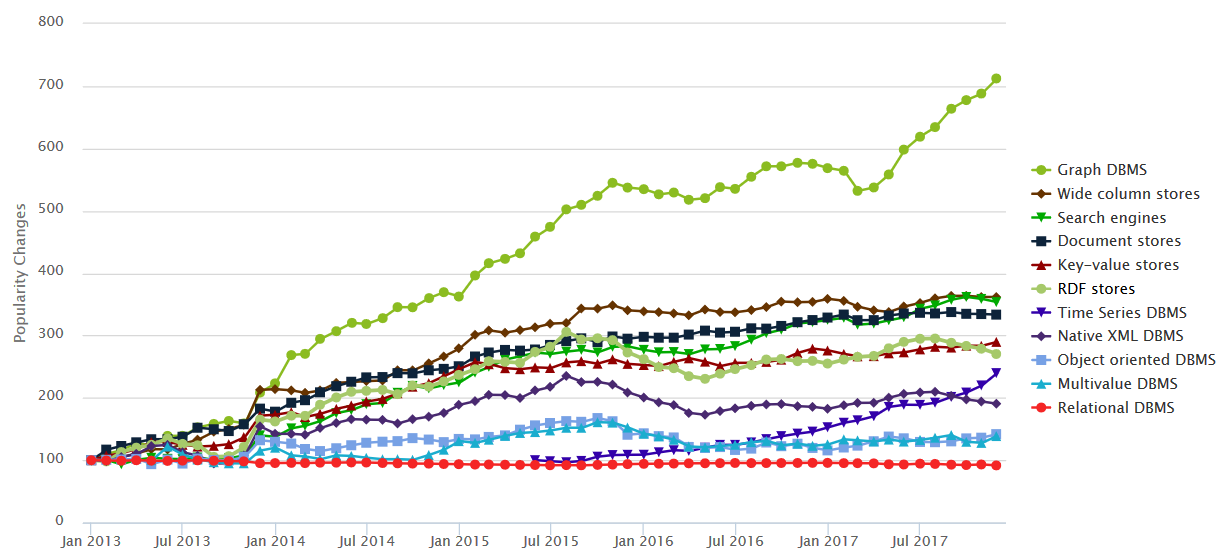 800
700
600
500
400
300
200
100
0
Popularity Changes
Jan 2013
Jul 2013
Jan 2014
Jul 2014
Jan 2015
Jul 2015
Jan 2016
Jul 2016
Jan 2017
Jul 2017
Graph DBMS
Wide column stores
Search engines
Document stores
Key-value stores
RDF stores
Time Series DBMS
Native XML DBMS
Object oriented DBMS
Multivalue DBMS
Relational DBMS